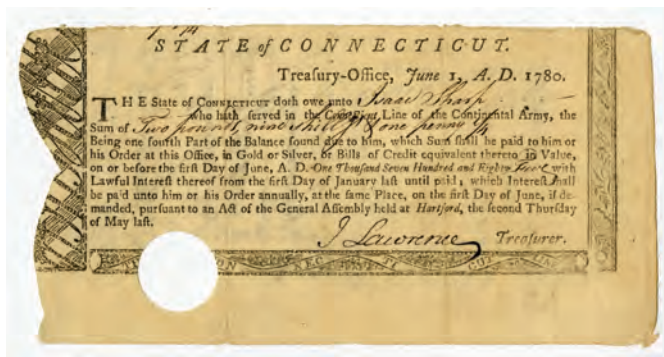 STATE of CONNECTICUT.
Treasury-Office, June 1, A. D. 1780.
THE State of CONNECTICUT doth owe unto Isaac Sharp
who hath served in the Connecticut Line of the Continental Army, the
Sum of Two pounds, nine shillgs & one penny 1/4
Being one fourth Part of the Balance found due to him, which Sum shall be paid to him or
his Order at this Office, in Gold or Silver, or Bills of Credit equivalent thereto in Value,
on or before the first Day of June, A. D. One Thousand Seven Hundred and Eighty Five with
Lawful Interest thereof from the first Day of January last until paid, which Interest shall
be paid unto him or his Order annually, at the same Place, on the first Day of June, if de-
manded, pursuant to an Act of the General Assembly held at Hartford, the second Thursday
of May last.
J Lawrence Treasurer.